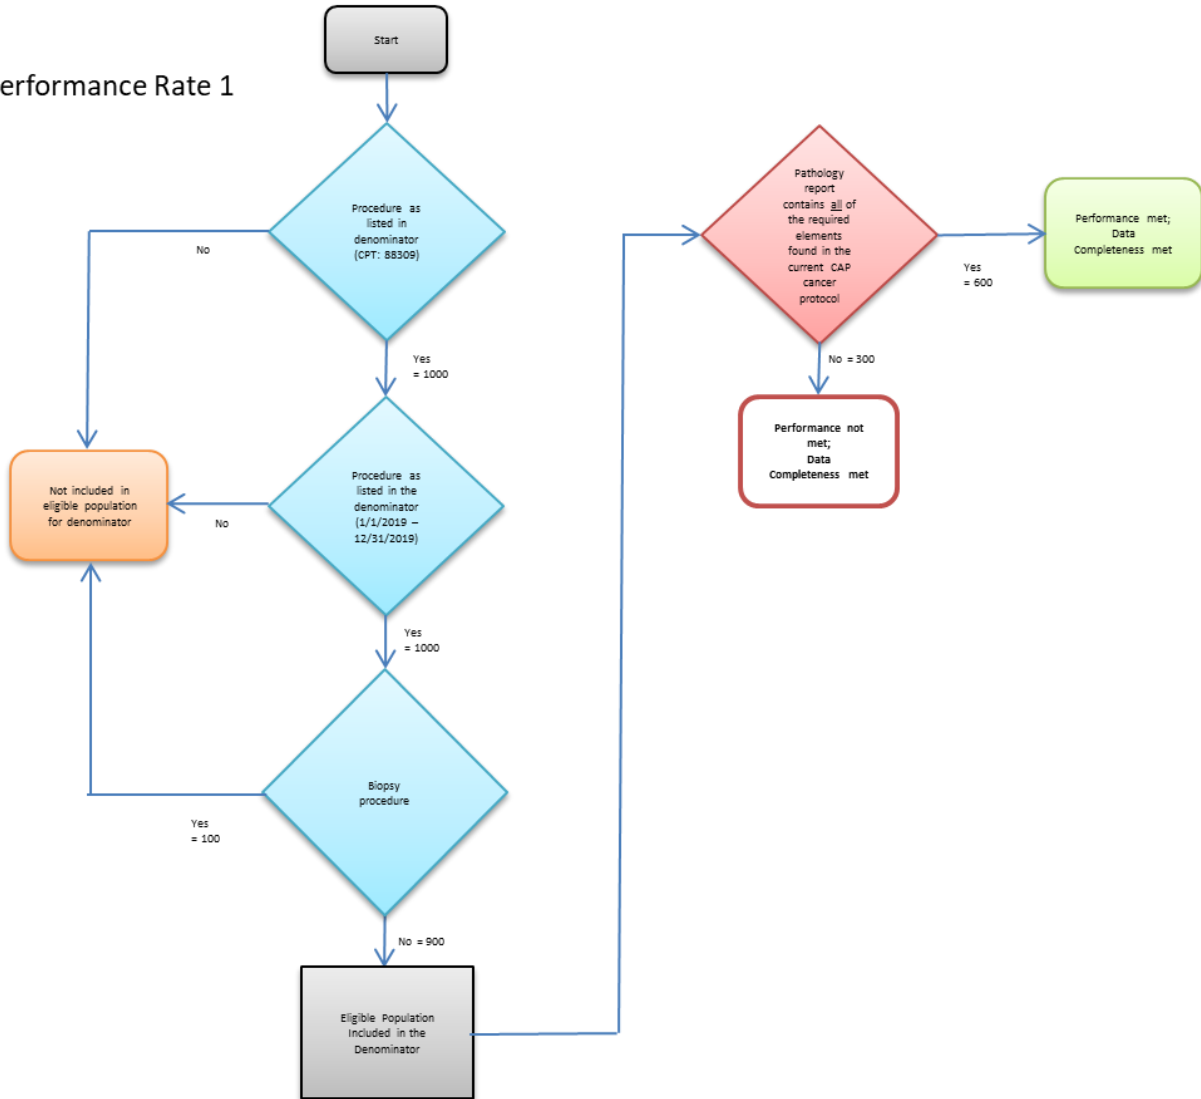 Start
erformance Rate 1
Procedure as
listed in
denominator
(CPT: 88309)
No
Yes
= 1000
Procedure as
listed in the
denominator
(1/1/2019 –
12/31/2019)
No
Not included in
eligible population
for denominator
Yes
= 1000
Biopsy
procedure
Yes
= 100
No = 900
Eligible Population
Included in the
Denominator
Pathology
report
contains all of
the required
elements
found in the
current CAP
cancer
protocol
Yes
= 600
Performance met;
Data
Completeness met
No = 300
Performance not
met;
Data
Completeness met